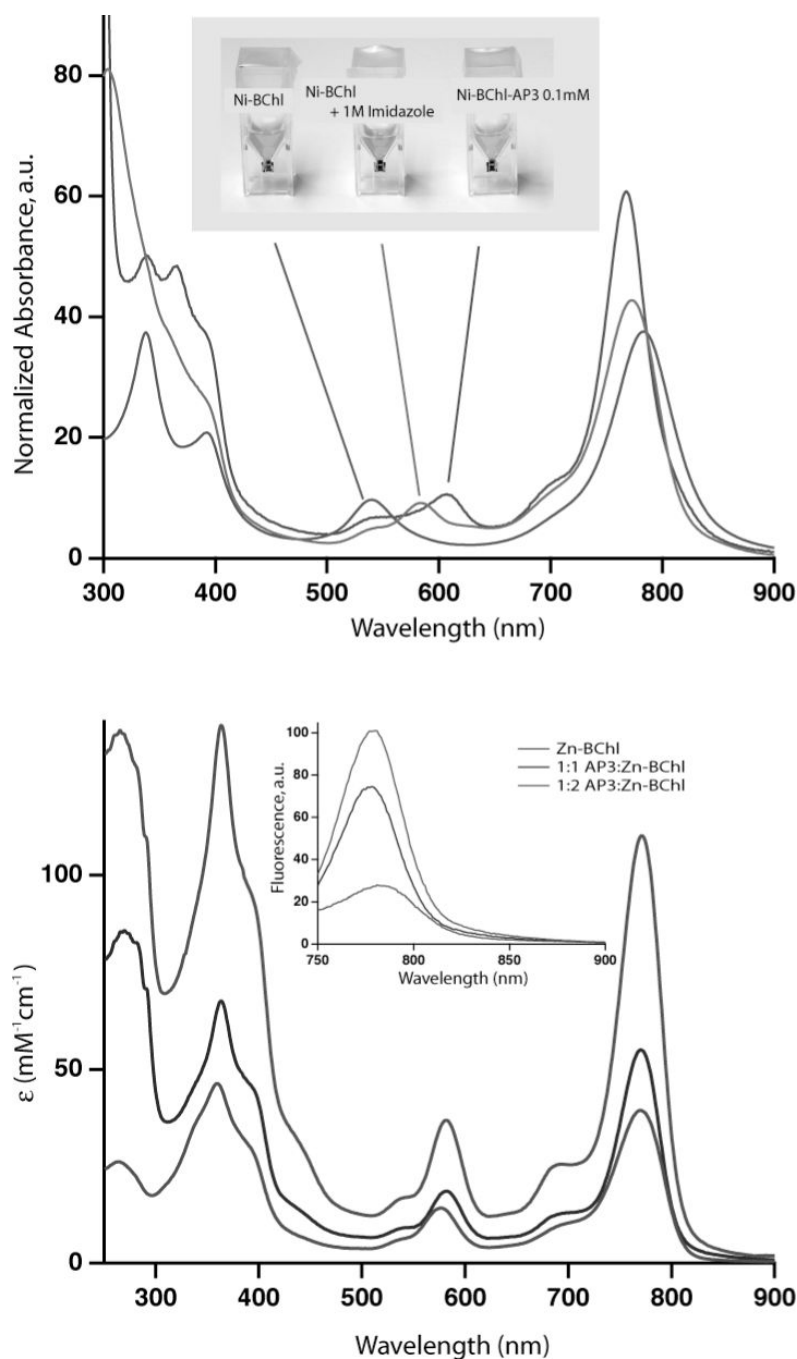 80
60
40
20
0
Normalized Absorbance, a.u.
Ni-BChl
Ni-BChl
+ 1M Imidazole
Ni-BChl-AP3 0.1mM
300 400 500 600 700 800 900
Wavelength (nm)
100
50
0
ε (mM⁻¹cm⁻¹)
100
80
60
40
20
0
Fluorescence, a.u.
750 800 850 900
Wavelength (nm)
Zn-BChl
1:1 AP3:Zn-BChl
1:2 AP3:Zn-BChl
300 400 500 600 700 800 900
Wavelength (nm)